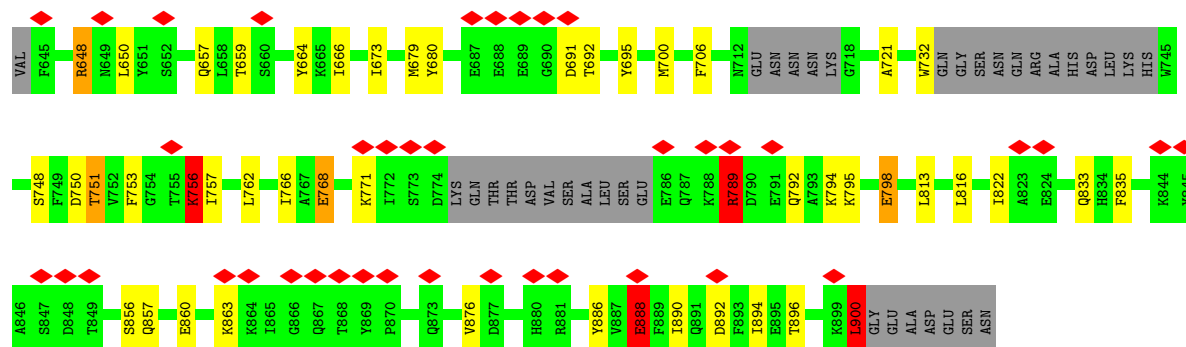 VAL F645 R648 N649 L650 Y651 S652 Q657 L658 T659 S660 Y664 K665 I666 I673 M679 Y680 E687 E688 E689 G690 D691 T692 Y695 M700 F706 N712 GLU ASN ASN ASN LYS G718 A721 W732 GLN GLY SER ASN GLN ARG ALA HIS ASP LEU LYS HIS W745
S748 F749 D750 T751 V752 F753 G754 T755 K756 I757 L762 I766 A767 E768 K771 I772 S773 D774 LYS GLN THR THR ASP VAL SER ALA LEU SER GLU E786 Q787 K788 R789 D790 E791 Q792 A793 K794 K795 E798 L813 L816 I822 A823 E824 Q833 H834 F835 K844
A846 S847 D848 T849 S856 Q857 E860 K863 K864 I865 G866 Q867 T868 Y869 P870 Q873 V876 D877 H880 R881 Y886 V887 E888 F889 I890 Q891 D892 F893 I894 E895 T896 K899 L900 GLY GLU ALA ASP GLU SER ASN